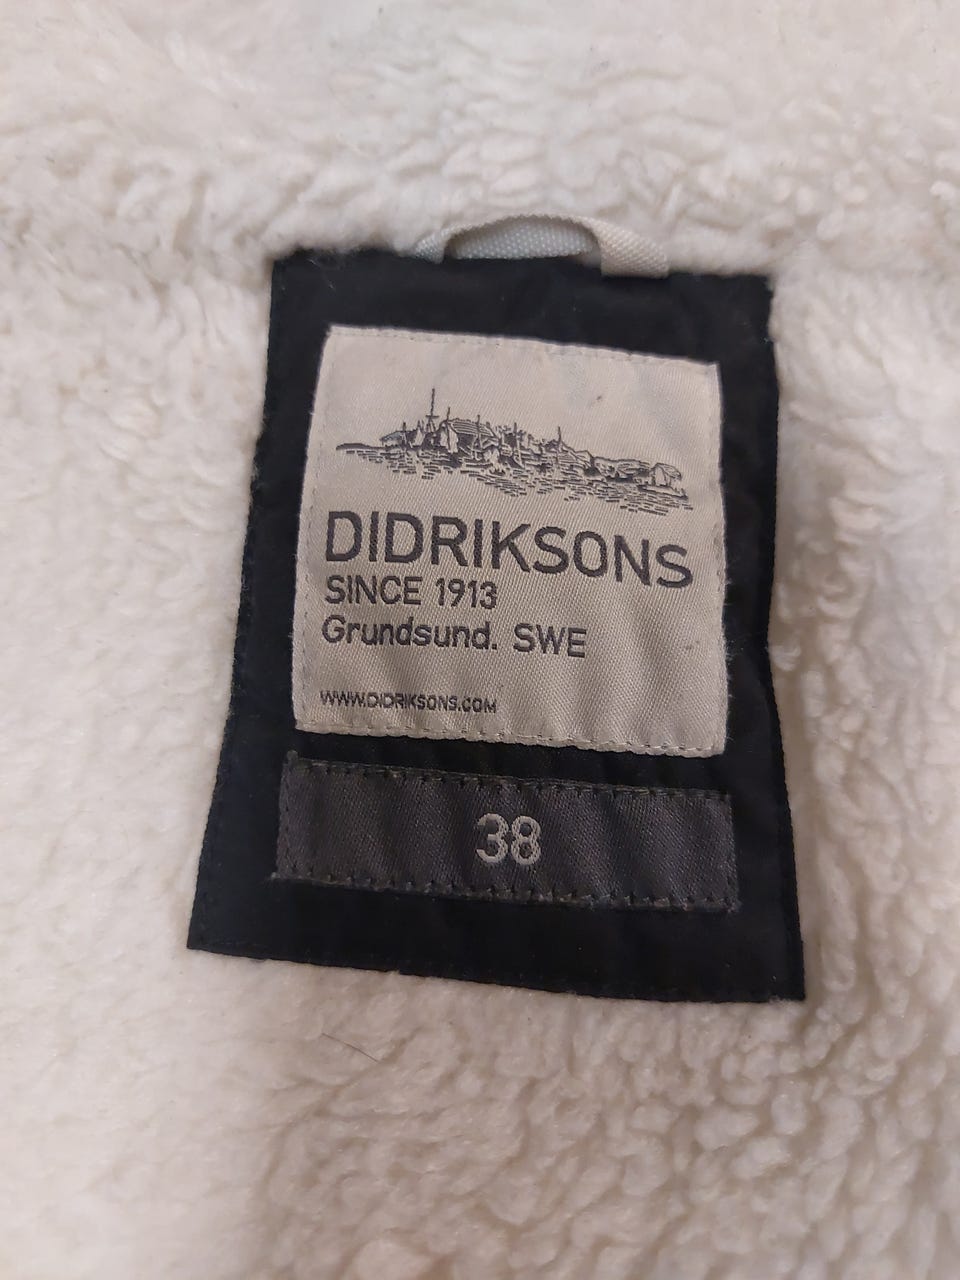 DIDRIKSONS
SINCE 1913
Grundsund. SWE
WWW.DIDRIKSONS.COM
38